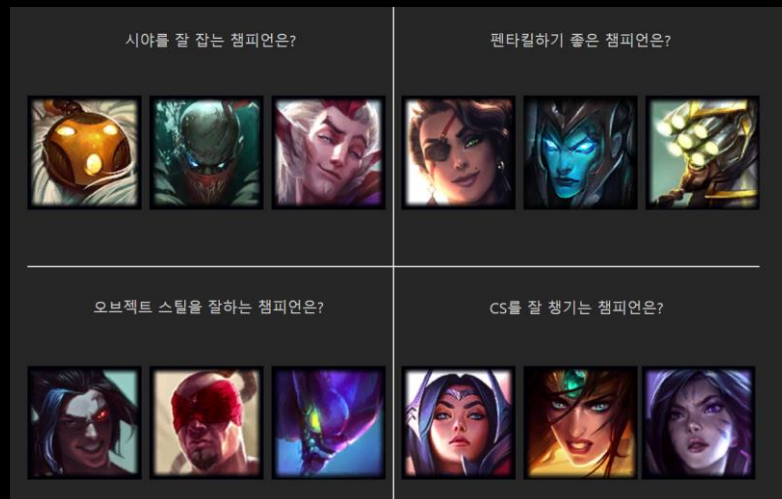 시야를 잘 잡는 챔피언은?
펜타킬하기 좋은 챔피언은?
오브젝트 스틸을 잘하는 챔피언은?
CS를 잘 챙기는 챔피언은?